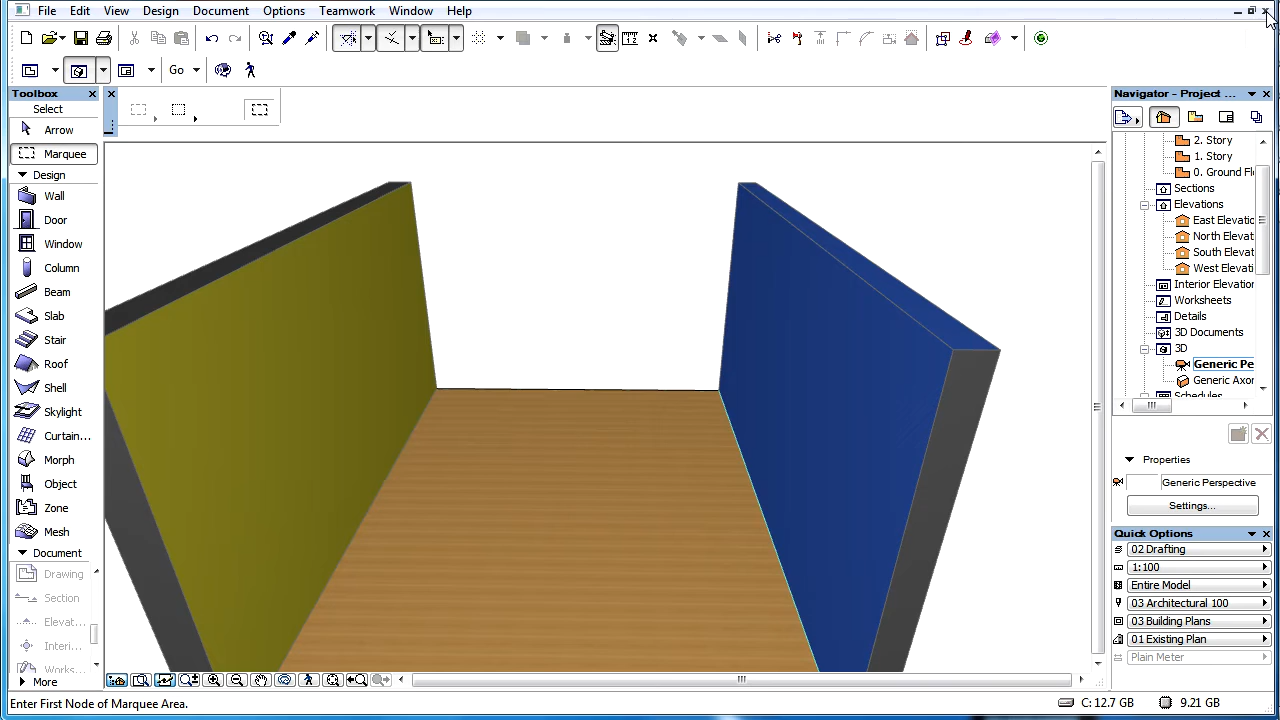 File Edit View Design Document Options Teamwork Window Help
Go
Toolbox
Select
Arrow
Marquee
Design
Wall
Door
Window
Column
Beam
Slab
Stair
Roof
Shell
Skylight
Curtain...
Morph
Object
Zone
Mesh
Document
Drawing
Section
Elevat...
Interi...
Works...
More
Navigator - Project ...
2. Story
1. Story
0. Ground Fl
Sections
Elevations
East Elevatio
North Elevat
South Elevat
West Elevati
Interior Elevation
Worksheets
Details
3D Documents
3D
Generic Pe
Generic Axor
Schedules
Properties
Generic Perspective
Settings...
Quick Options
02 Drafting
1:100
Entire Model
03 Architectural 100
03 Building Plans
01 Existing Plan
Plain Meter
Enter First Node of Marquee Area.
C: 12.7 GB
9.21 GB